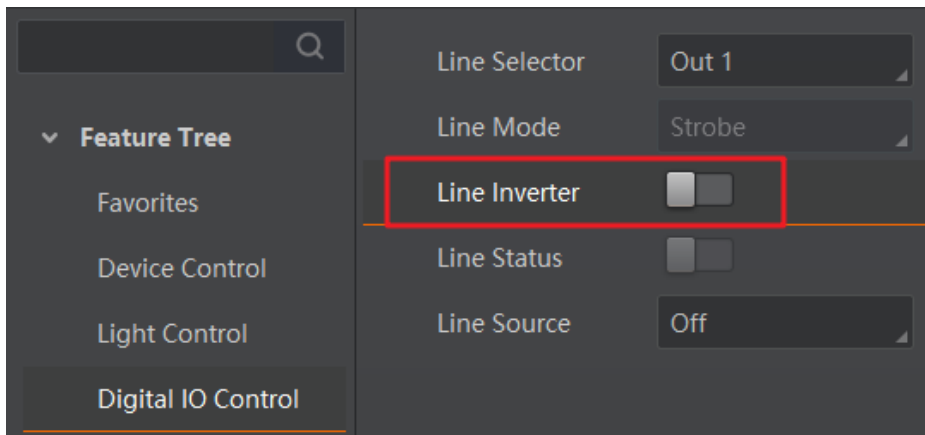 Feature Tree
Favorites
Device Control
Light Control
Digital IO Control
Line Selector Out 1
Line Mode Strobe
Line Inverter
Line Status
Line Source Off